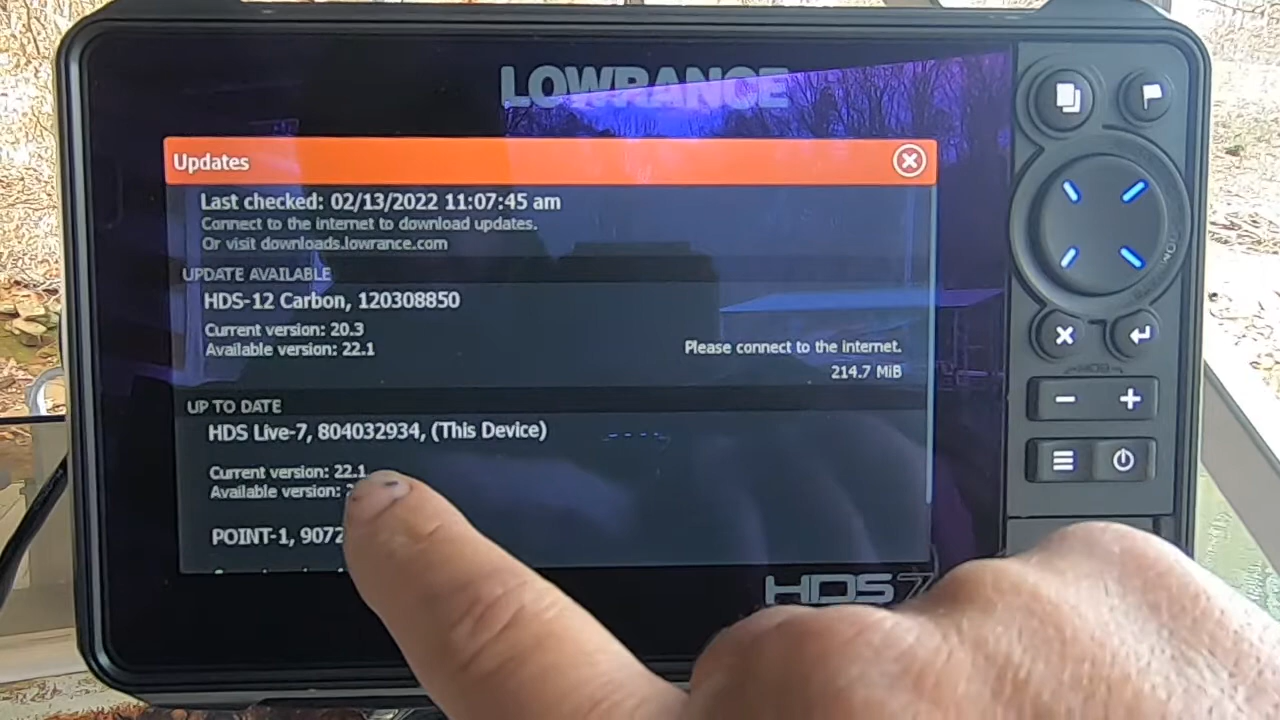 LOWRANCE
Updates
Last checked: 02/13/2022 11:07:45 am
Connect to the internet to download updates.
Or visit downloads.lowrance.com
UPDATE AVAILABLE
HDS-12 Carbon, 120308850
Current version: 20.3
Available version: 22.1
Please connect to the internet.
214.7 MiB
UP TO DATE
HDS Live-7, 804032934, (This Device)
Current version: 22.1
Available version:
POINT-1, 9072
HDS 7